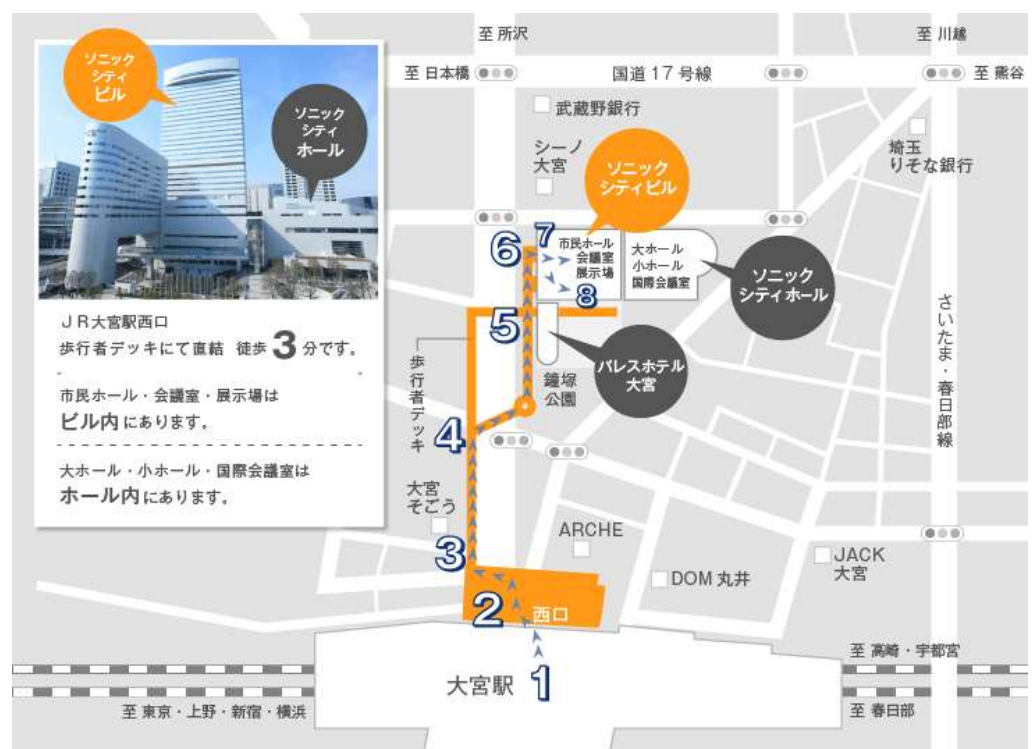 ソニック
シティ
ビル
ソニック
シティ
ホール
JR大宮駅西口
歩行者デッキにて直結 徒歩3分です。
市民ホール・会議室・展示場は
ビル内にあります。
大ホール・小ホール・国際会議室は
ホール内にあります。
至 所沢
至 川越
至 日本橋
国道17号線
至 熊谷
武蔵野銀行
シーノ
大宮
埼玉
りそな銀行
ソニック
シティビル
6
7
市民ホール
会議室
展示場
8
大ホール
小ホール
国際会議室
ソニック
シティホール
5
パレスホテル
大宮
さいたま・春日部線
歩行者デッキ
鐘塚
公園
4
大宮
そごう
3
ARCHE
JACK
大宮
DOM 丸井
2
西口
1
大宮駅
至 高崎・宇都宮
至 東京・上野・新宿・横浜
至 春日部